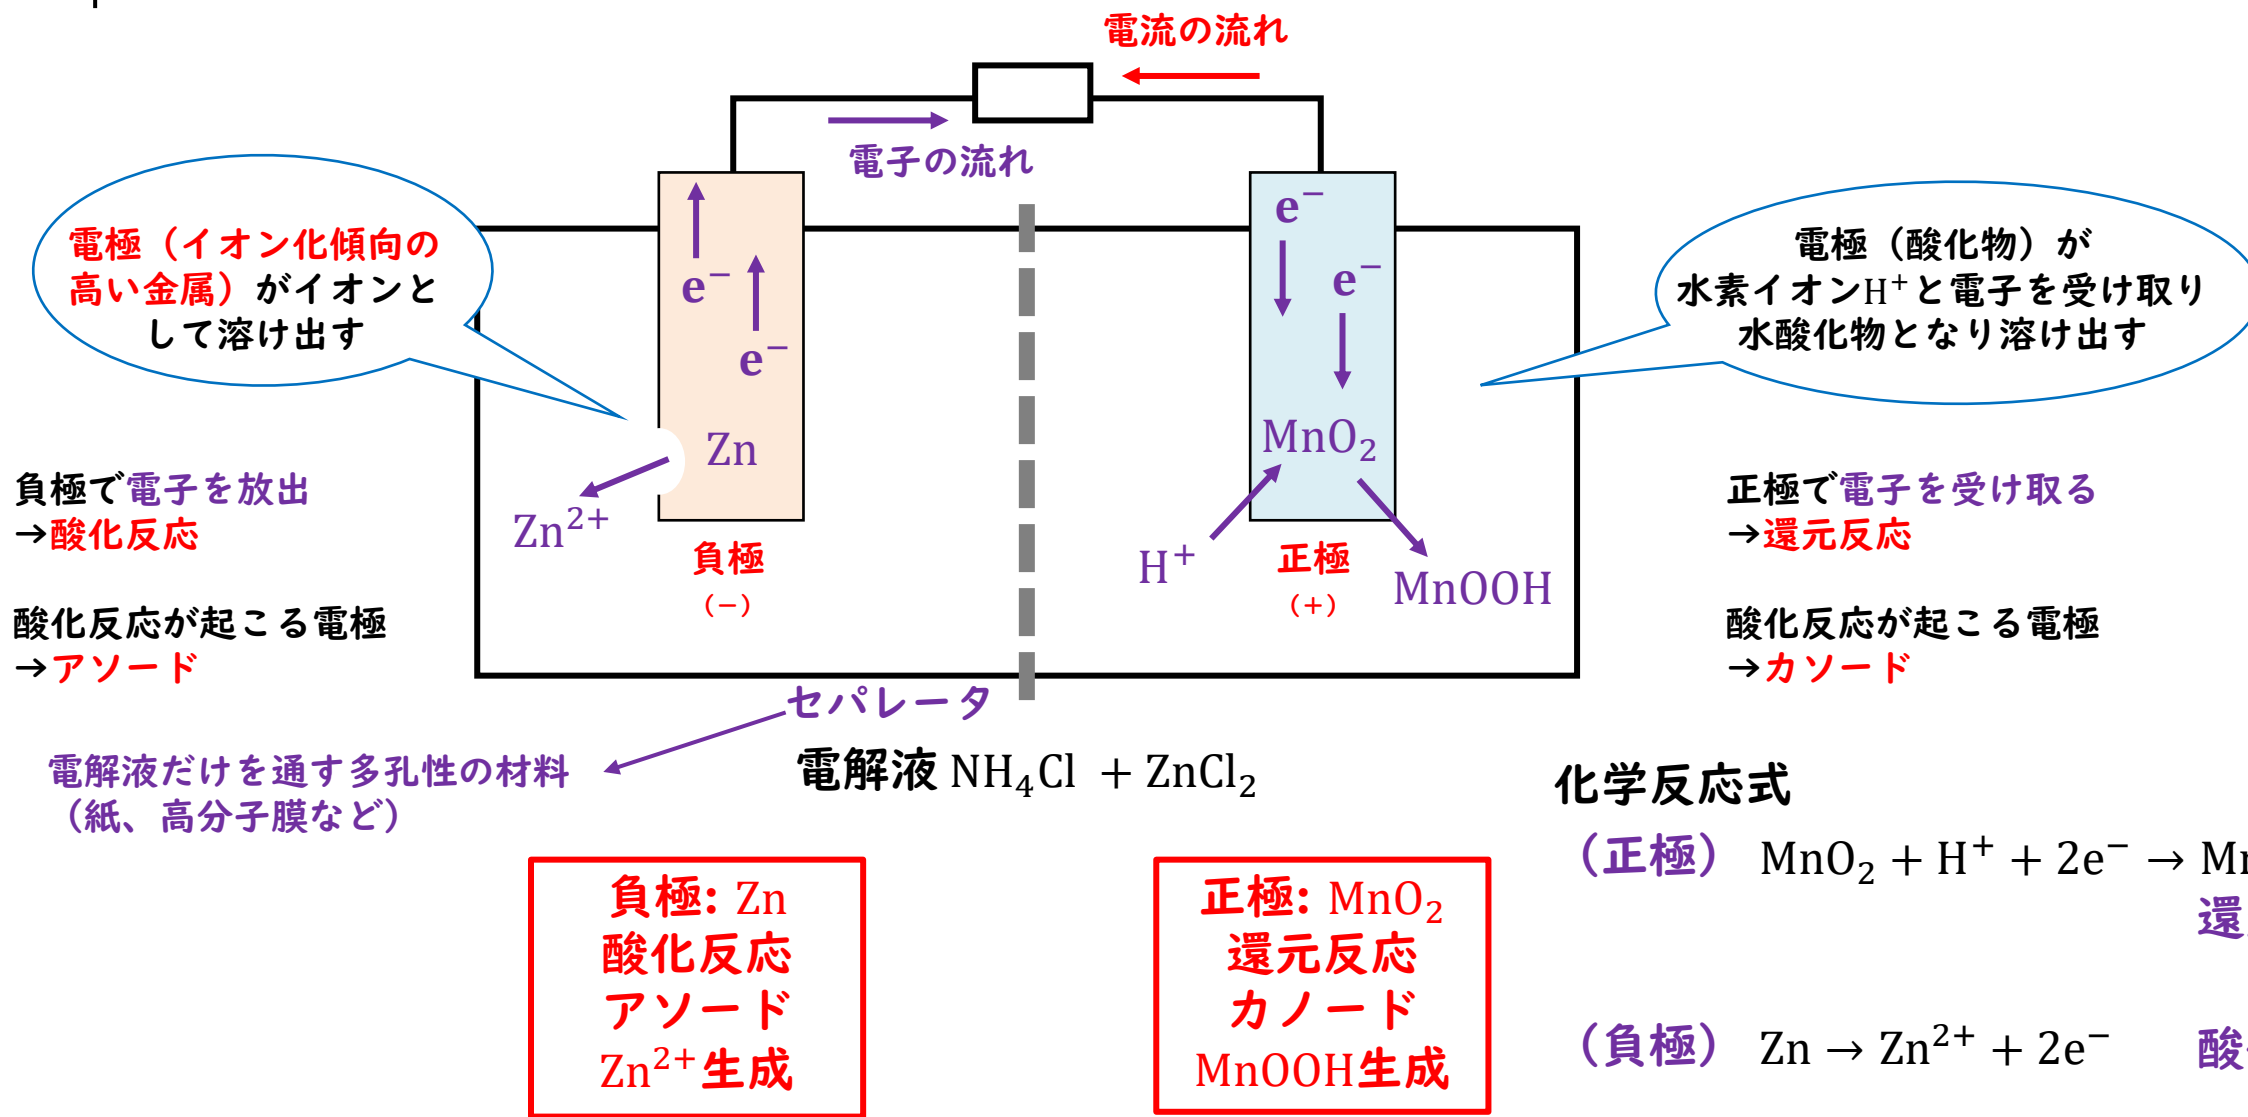 電流の流れ
電子の流れ
電極（イオン化傾向の
高い金属）がイオンと
して溶け出す
電極（酸化物）が
水素イオンH⁺と電子を受け取り
水酸化物となり溶け出す
e⁻
e⁻
Zn
Zn²⁺
負極
（−）
e⁻
e⁻
MnO₂
H⁺
MnOOH
正極
（+）
負極で電子を放出
→酸化反応
酸化反応が起こる電極
→アソード
正極で電子を受け取る
→還元反応
酸化反応が起こる電極
→カソード
セパレータ
電解液だけを通す多孔性の材料
（紙、高分子膜など）
電解液 NH₄Cl + ZnCl₂
負極: Zn
酸化反応
アソード
Zn²⁺生成
正極: MnO₂
還元反応
カノード
MnOOH生成
化学反応式
（正極） MnO₂ + H⁺ + 2e⁻ →
還
（負極） Zn → Zn²⁺ + 2e⁻ 酸